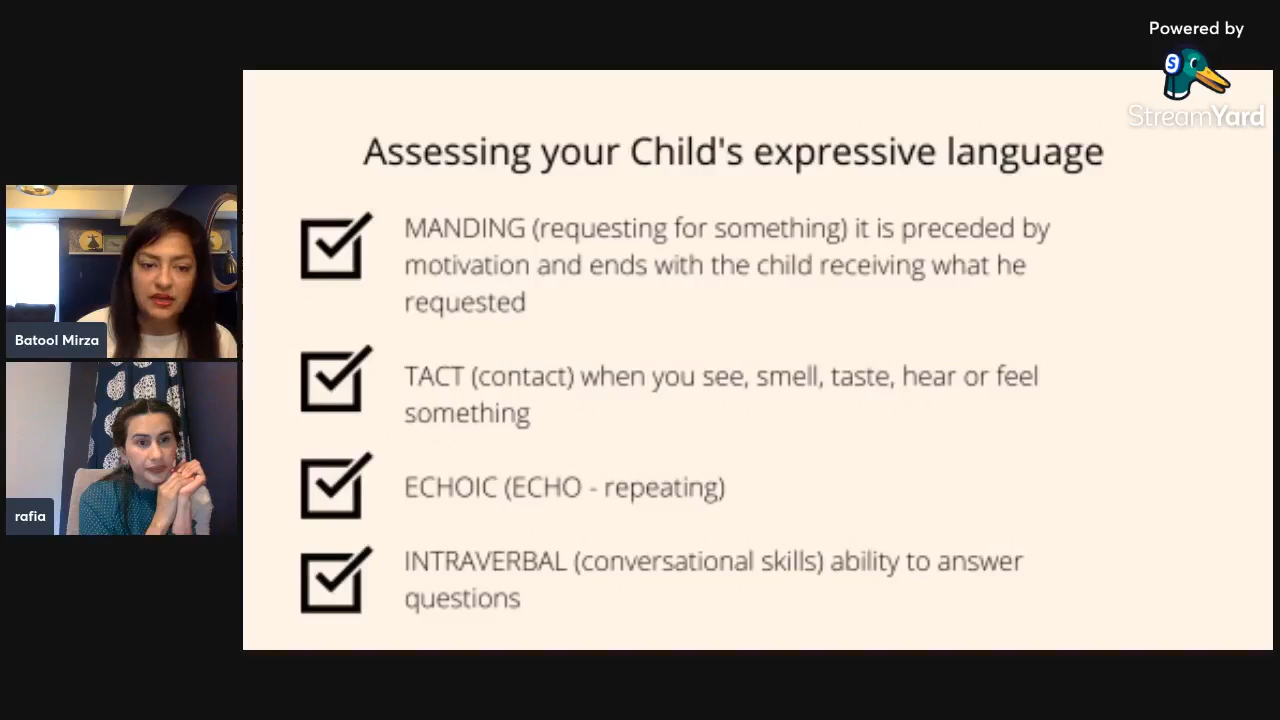 Powered by
StreamYard
Assessing your Child's expressive language
MANDING (requesting for something) it is preceded by
motivation and ends with the child receiving what he
requested
TACT (contact) when you see, smell, taste, hear or feel
something
ECHOIC (ECHO - repeating)
INTRAVERBAL (conversational skills) ability to answer
questions
Batool Mirza
rafia